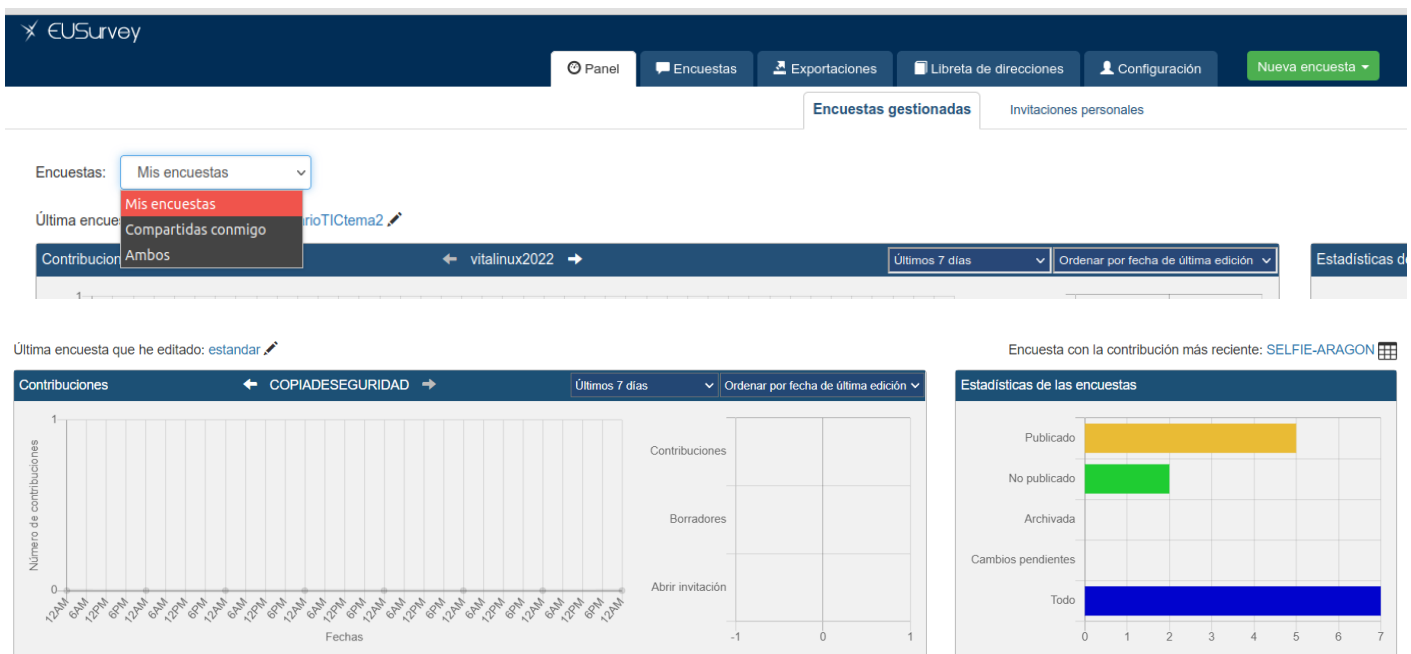 EUSurvey
Panel Encuestas Exportaciones Libreta de direcciones Configuración Nueva encuesta
Encuestas gestionadas Invitaciones personales
Encuestas: Mis encuestas
Mis encuestas
Última encue rioTICtema2
Compartidas conmigo
Ambos
Contribucion vitalinux2022 Últimos 7 días Ordenar por fecha de última edición Estadísticas d
1
Última encuesta que he editado: estandar Encuesta con la contribución más reciente: SELFIE-ARAGON
Contribuciones COPIADESEGURIDAD Últimos 7 días Ordenar por fecha de última edición Estadísticas de las encuestas
1
Número de contribuciones
0
12AM 6AM 12PM 6PM 12AM 6AM 12PM 6PM 12AM 6AM 12PM 6PM 12AM 6AM 12PM 6PM 12AM 6AM 12PM 6PM 12AM 6AM 12PM 6PM 12AM 6AM 12PM 6PM 12AM
Fechas
Contribuciones
Borradores
Abrir invitación
-1 0 1
Publicado
No publicado
Archivada
Cambios pendientes
Todo
0 1 2 3 4 5 6 7